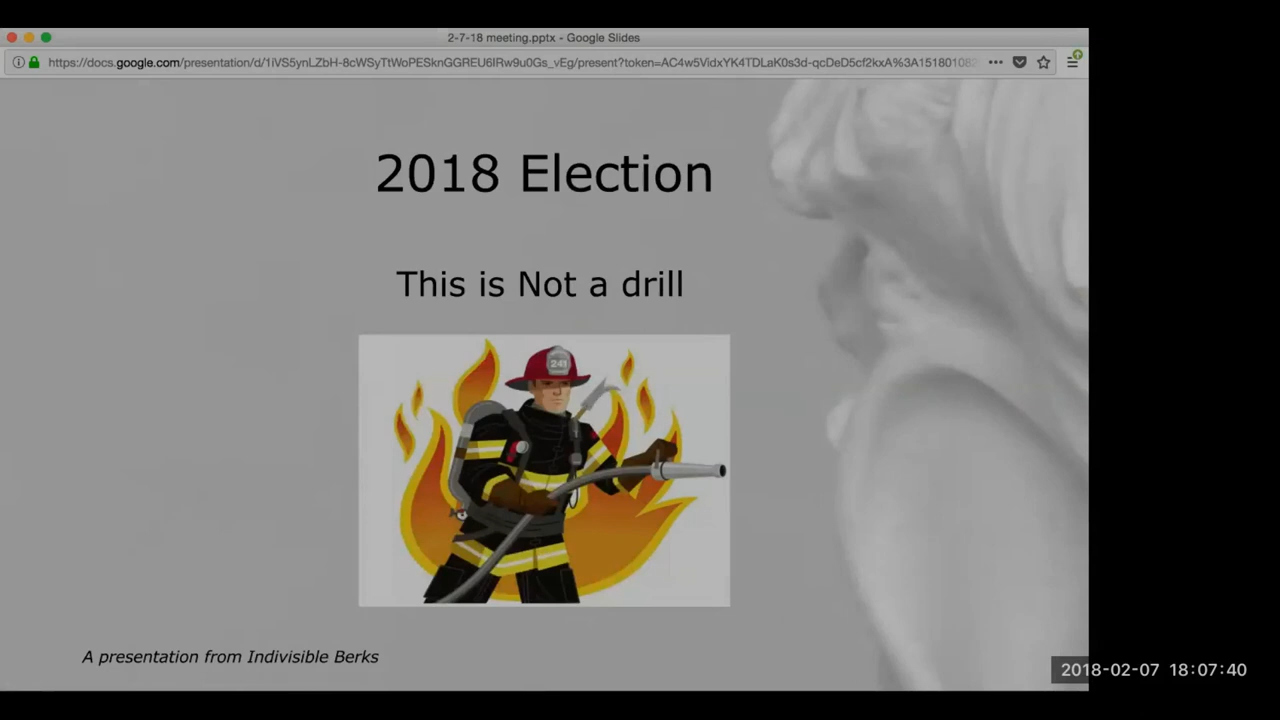 2-7-18 meeting.pptx - Google Slides
2018 Election
This is Not a drill
241
A presentation from Indivisible Berks
2018-02-07 18:07:40